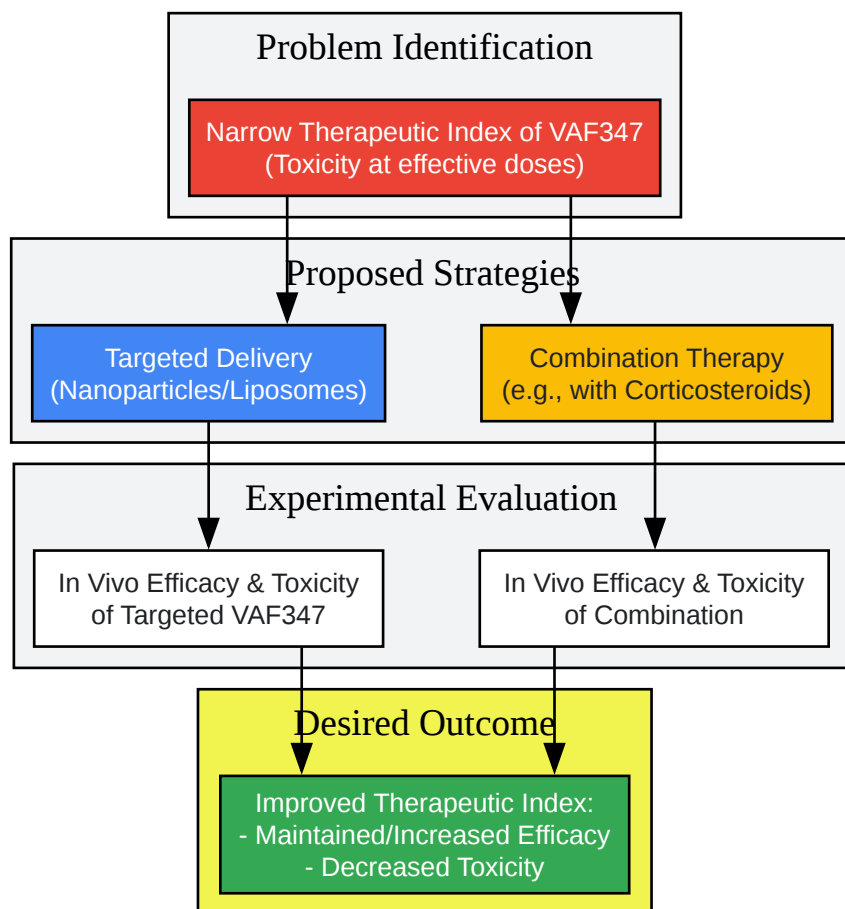 Problem Identification
Narrow Therapeutic Index of VAF347
(Toxicity at effective doses)
Proposed Strategies
Targeted Delivery
(Nanoparticles/Liposomes)
Combination Therapy
(e.g., with Corticosteroids)
Experimental Evaluation
In Vivo Efficacy & Toxicity
of Targeted VAF347
In Vivo Efficacy & Toxicity
of Combination
Desired Outcome
Improved Therapeutic Index:
- Maintained/Increased Efficacy
- Decreased Toxicity